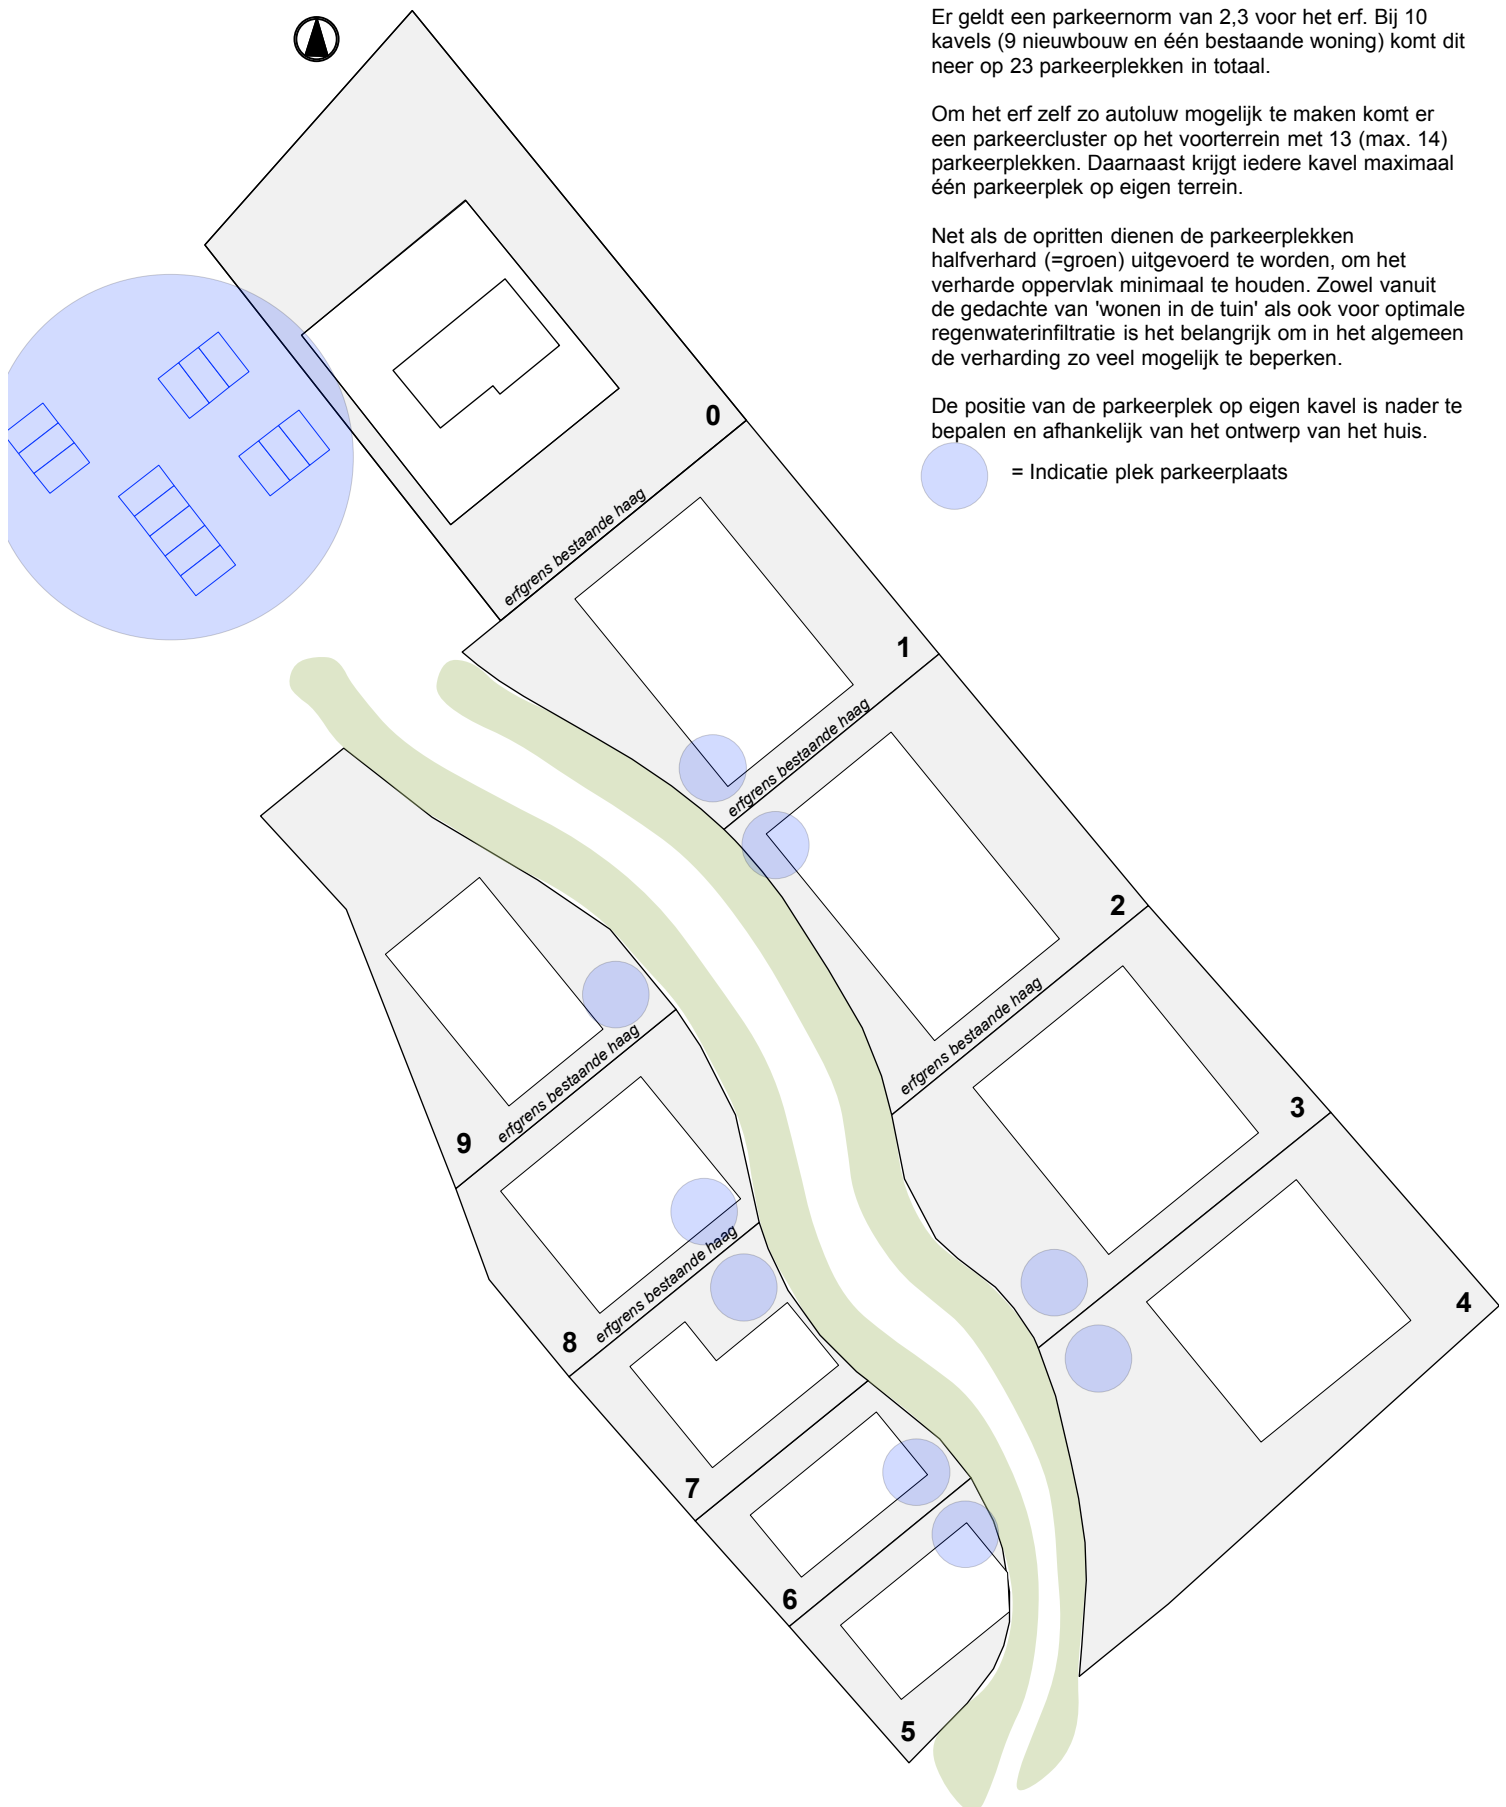 Er geldt een parkeernorm van 2,3 voor het erf. Bij 10
kavels (9 nieuwbouw en één bestaande woning) komt dit
neer op 23 parkeerplekken in totaal.
Om het erf zelf zo autoluw mogelijk te maken komt er
een parkeercluster op het voorterrein met 13 (max. 14)
parkeerplekken. Daarnaast krijgt iedere kavel maximaal
één parkeerplek op eigen terrein.
Net als de opritten dienen de parkeerplekken
halfverhard (=groen) uitgevoerd te worden, om het
verharde oppervlak minimaal te houden. Zowel vanuit
de gedachte van 'wonen in de tuin' als ook voor optimale
regenwaterinfiltratie is het belangrijk om in het algemeen
de verharding zo veel mogelijk te beperken.
De positie van de parkeerplek op eigen kavel is nader te
bepalen en afhankelijk van het ontwerp van het huis.
= Indicatie plek parkeerplaats
0
erfgrens bestaande haag
1
erfgrens bestaande haag
2
erfgrens bestaande haag
3
4
erfgrens bestaande haag
9
erfgrens bestaande haag
8
7
6
5